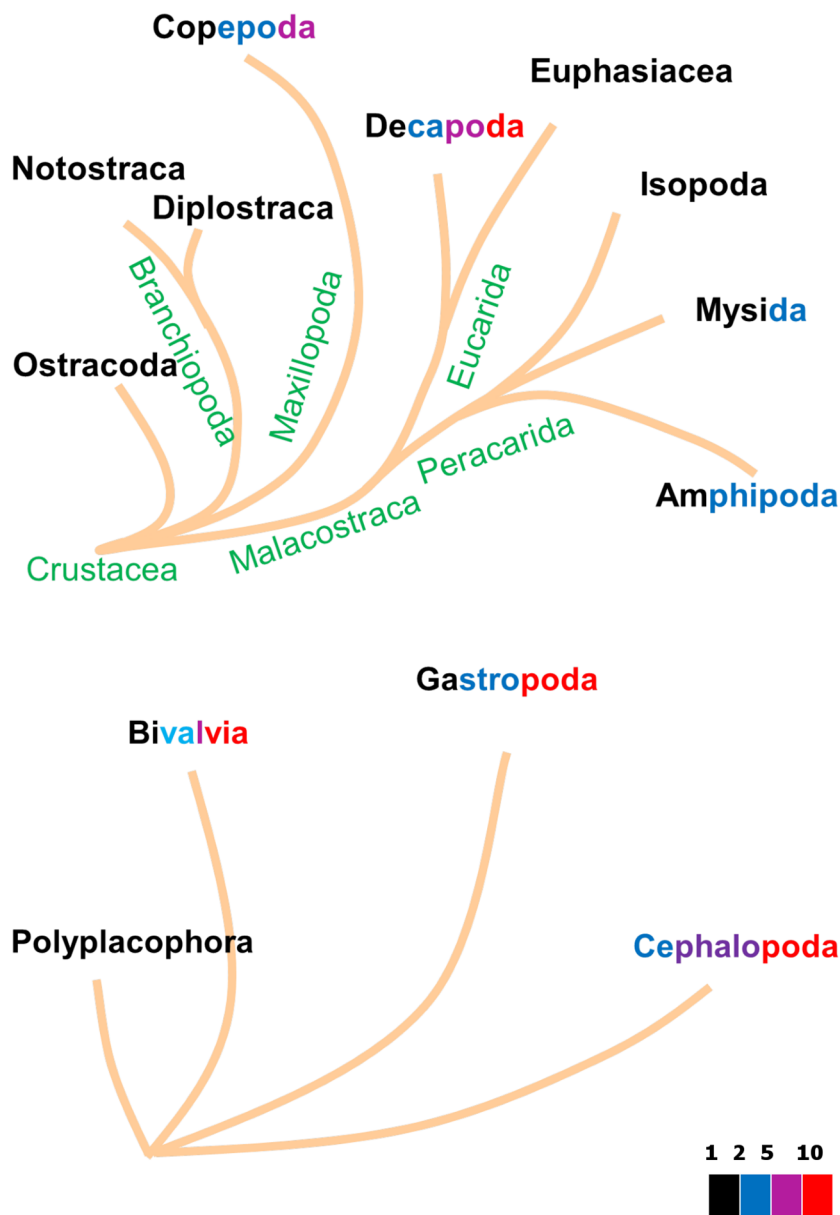 Copepoda
Euphasiacea
Decapoda
Notostraca
Isopoda
Diplostraca
Branchiopoda
Maxillopoda
Eucarida
Mysida
Ostracoda
Peracarida
Amphipoda
Malacostraca
Crustacea
Gastropoda
Bivalvia
Polyplacophora
Cephalopoda
1 2 5 10